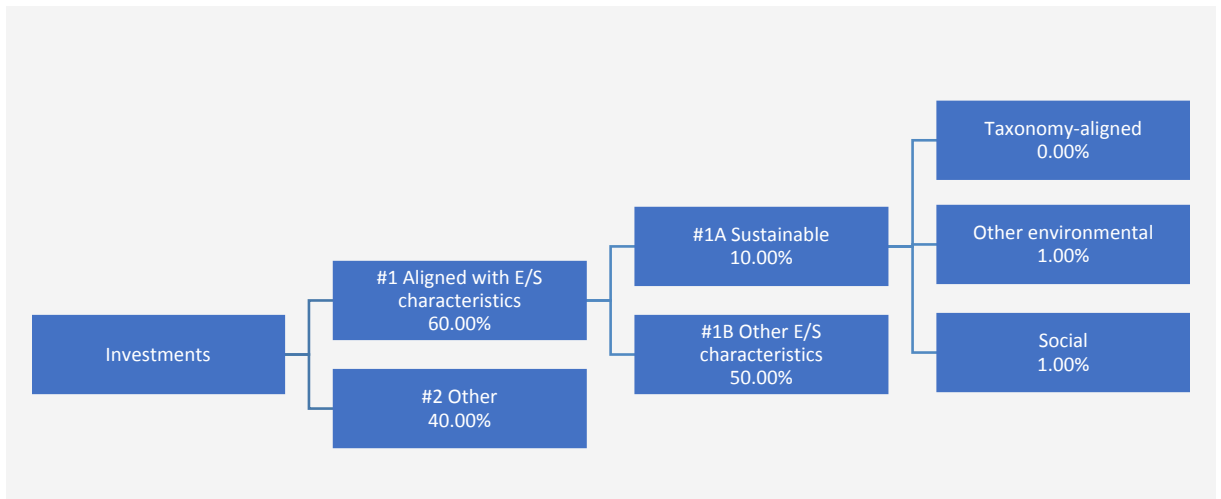 Investments
#1 Aligned with E/S
characteristics
60.00%
#2 Other
40.00%
#1A Sustainable
10.00%
#1B Other E/S
characteristics
50.00%
Taxonomy-aligned
0.00%
Other environmental
1.00%
Social
1.00%